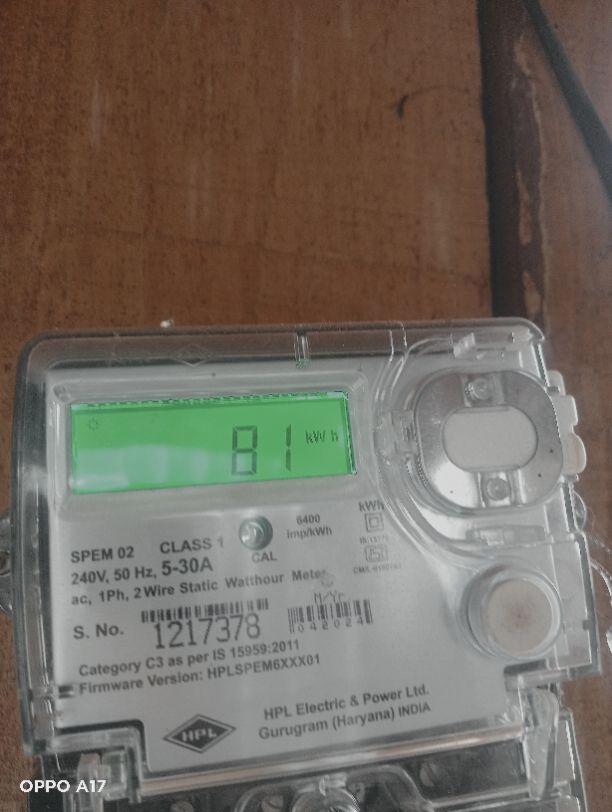 81 kWh
6400
imp/kWh
kWh
SPEM 02 CLASS 1
CAL
240V, 50 Hz, 5-30A
ac, 1Ph, 2 Wire Static Watthour Meter
M/Yr.
S. No. 1217378
042024
Category C3 as per IS 15959:2011
Firmware Version: HPLSPEM6XXX01
HPL
HPL Electric & Power Ltd.
Gurugram (Haryana) INDIA
OPPO A17